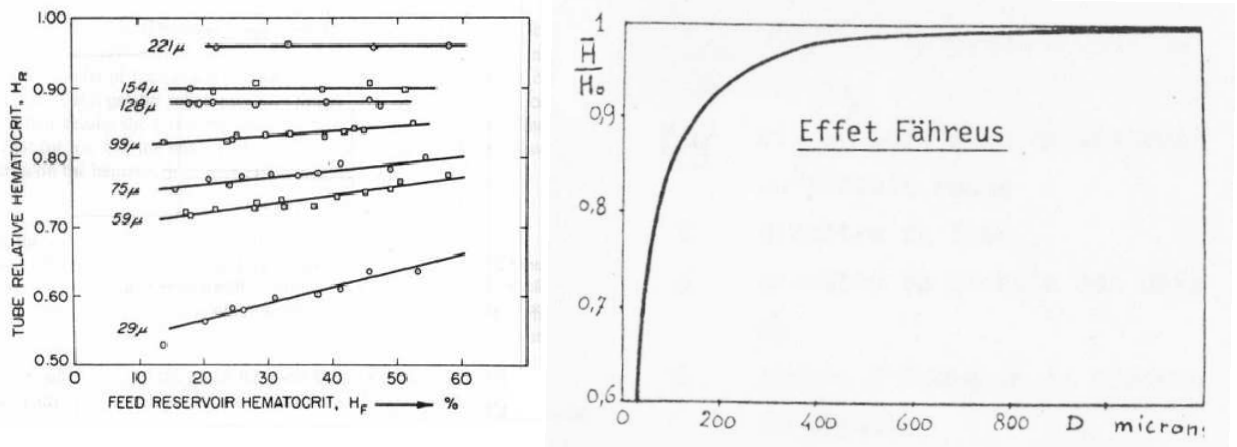 TUBE RELATIVE HEMATOCRIT, H_R
1.00
0.90
0.80
0.70
0.60
0.50
221μ
154μ
128μ
99μ
75μ
59μ
29μ
0 10 20 30 40 50 60 70
FEED RESERVOIR HEMATOCRIT, H_F → %
1
H̄
H₀
0,9
0,8
0,7
0,6
Effet Fähreus
0 200 400 600 800 D micron